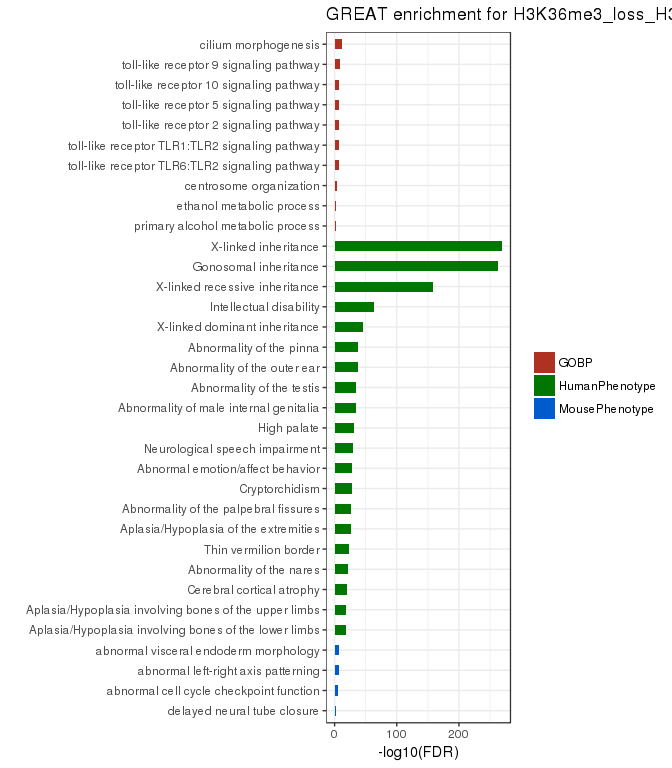 GREAT enrichment for H3K36me3_loss_H3
cilium morphogenesis
toll-like receptor 9 signaling pathway
toll-like receptor 10 signaling pathway
toll-like receptor 5 signaling pathway
toll-like receptor 2 signaling pathway
toll-like receptor TLR1:TLR2 signaling pathway
toll-like receptor TLR6:TLR2 signaling pathway
centrosome organization
ethanol metabolic process
primary alcohol metabolic process
X-linked inheritance
Gonosomal inheritance
X-linked recessive inheritance
Intellectual disability
X-linked dominant inheritance
Abnormality of the pinna
Abnormality of the outer ear
Abnormality of the testis
Abnormality of male internal genitalia
High palate
Neurological speech impairment
Abnormal emotion/affect behavior
Cryptorchidism
Abnormality of the palpebral fissures
Aplasia/Hypoplasia of the extremities
Thin vermilion border
Abnormality of the nares
Cerebral cortical atrophy
Aplasia/Hypoplasia involving bones of the upper limbs
Aplasia/Hypoplasia involving bones of the lower limbs
abnormal visceral endoderm morphology
abnormal left-right axis patterning
abnormal cell cycle checkpoint function
delayed neural tube closure
0 100 200
-log10(FDR)
GOBP
HumanPhenotype
MousePhenotype